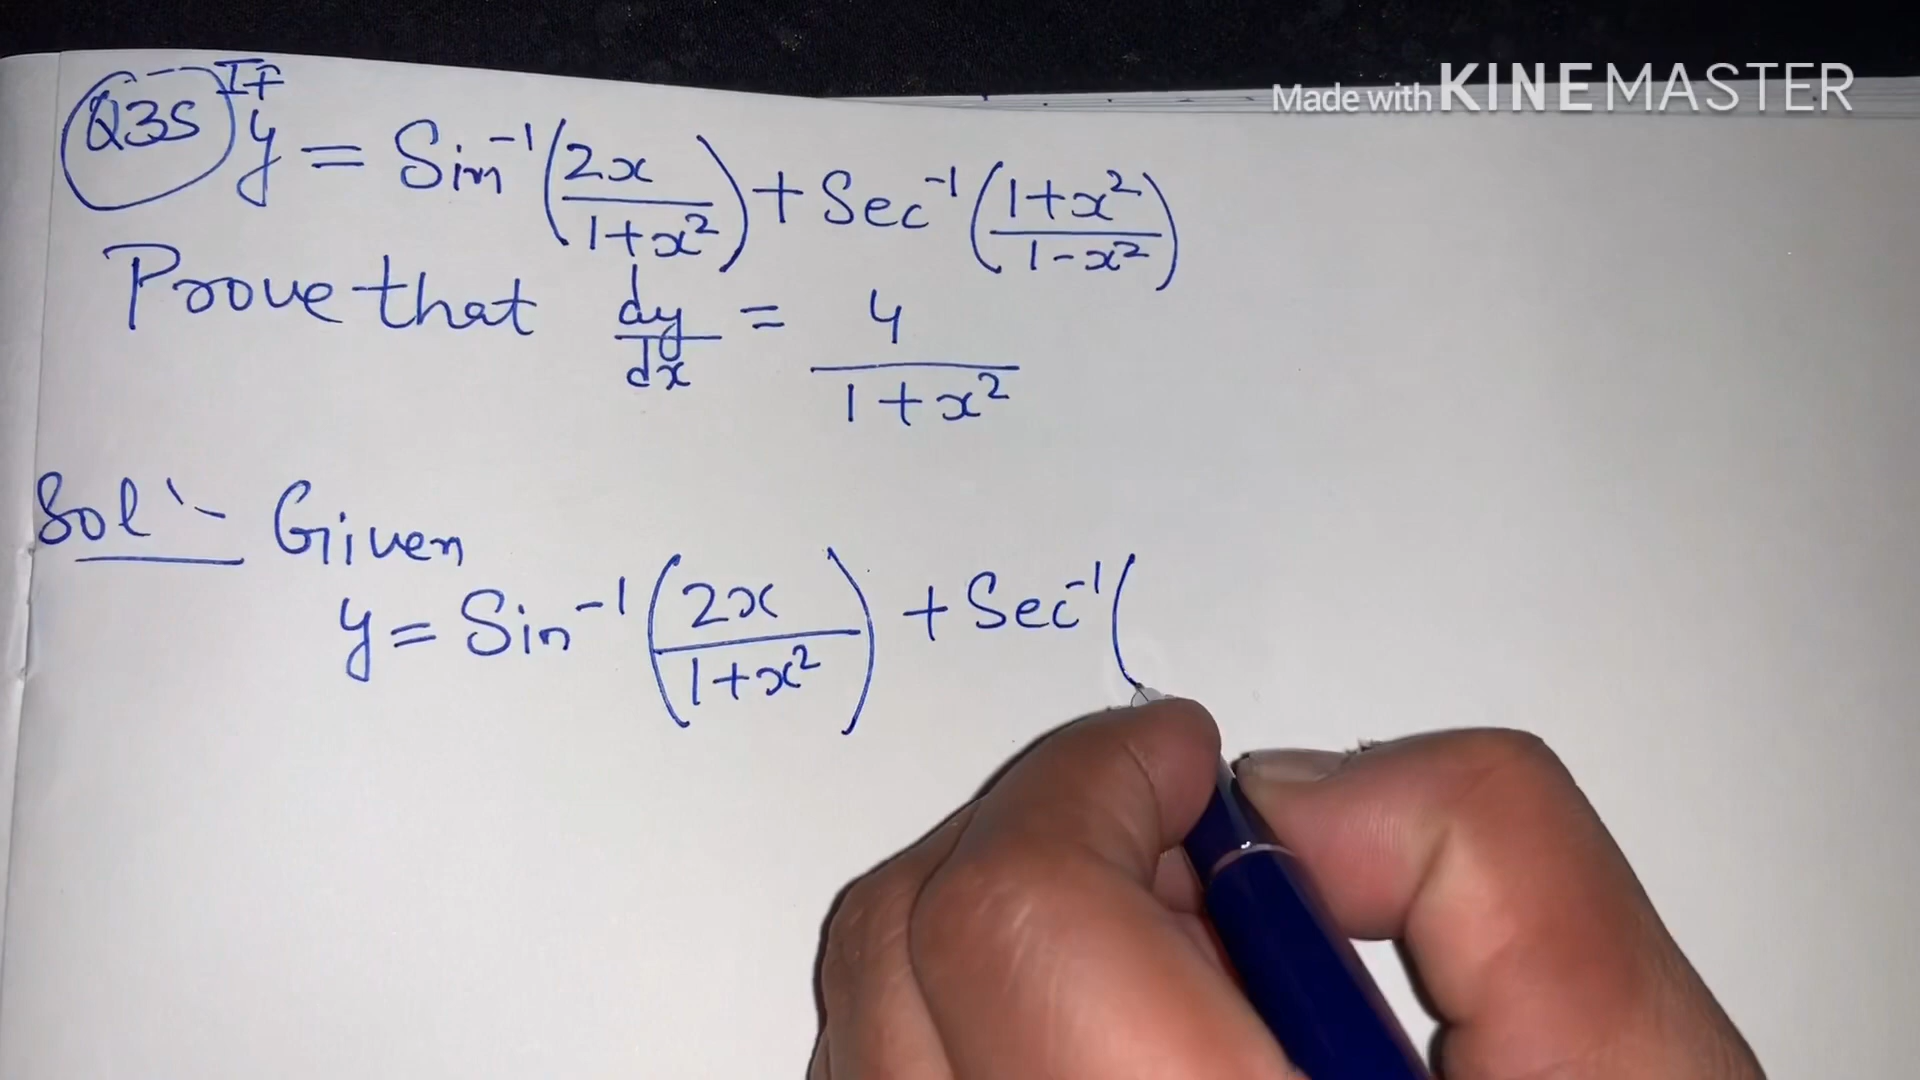 Made with KINEMASTER
Q35) If y = Sin⁻¹(2x/(1+x²)) + Sec⁻¹((1+x²)/(1-x²))
Prove that dy/dx = 4/(1+x²)
Sol:- Given
y = Sin⁻¹(2x/(1+x²)) + Sec⁻¹(